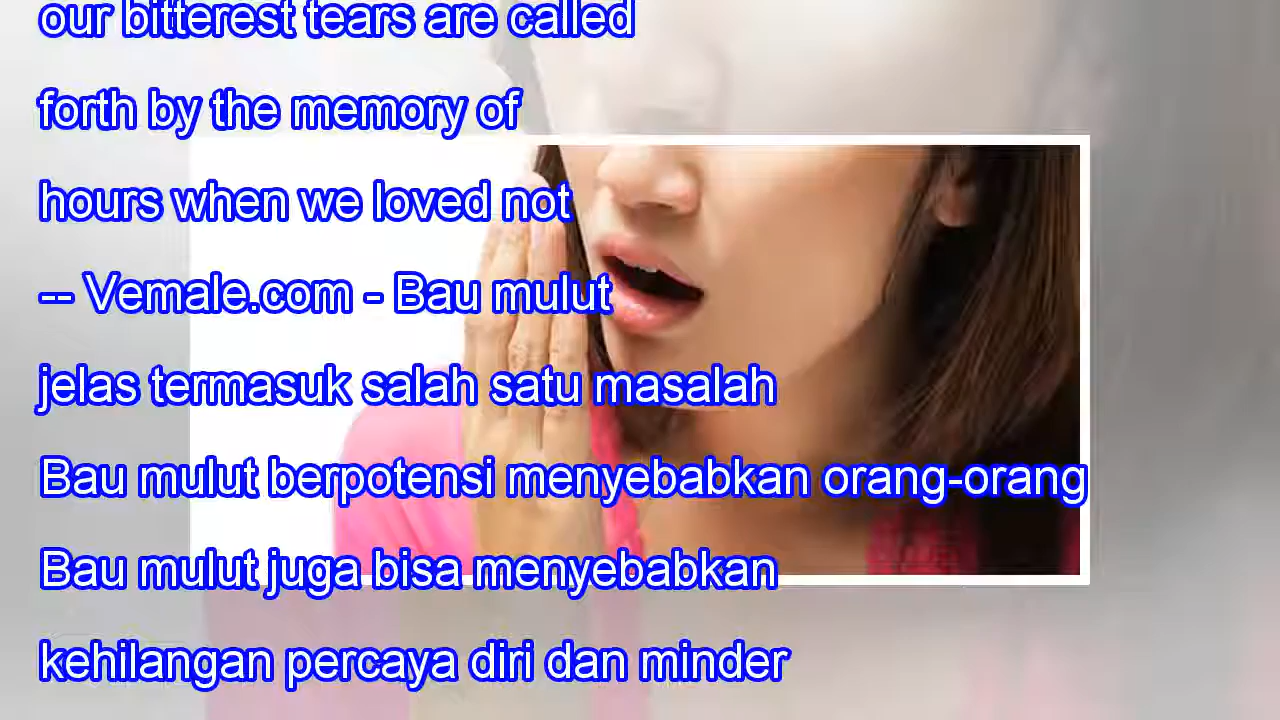 our bitterest tears are called
forth by the memory of
hours when we loved not
-- Vemale.com - Bau mulut
jelas termasuk salah satu masalah
Bau mulut berpotensi menyebabkan orang-orang
Bau mulut juga bisa menyebabkan
kehilangan percaya diri dan minder